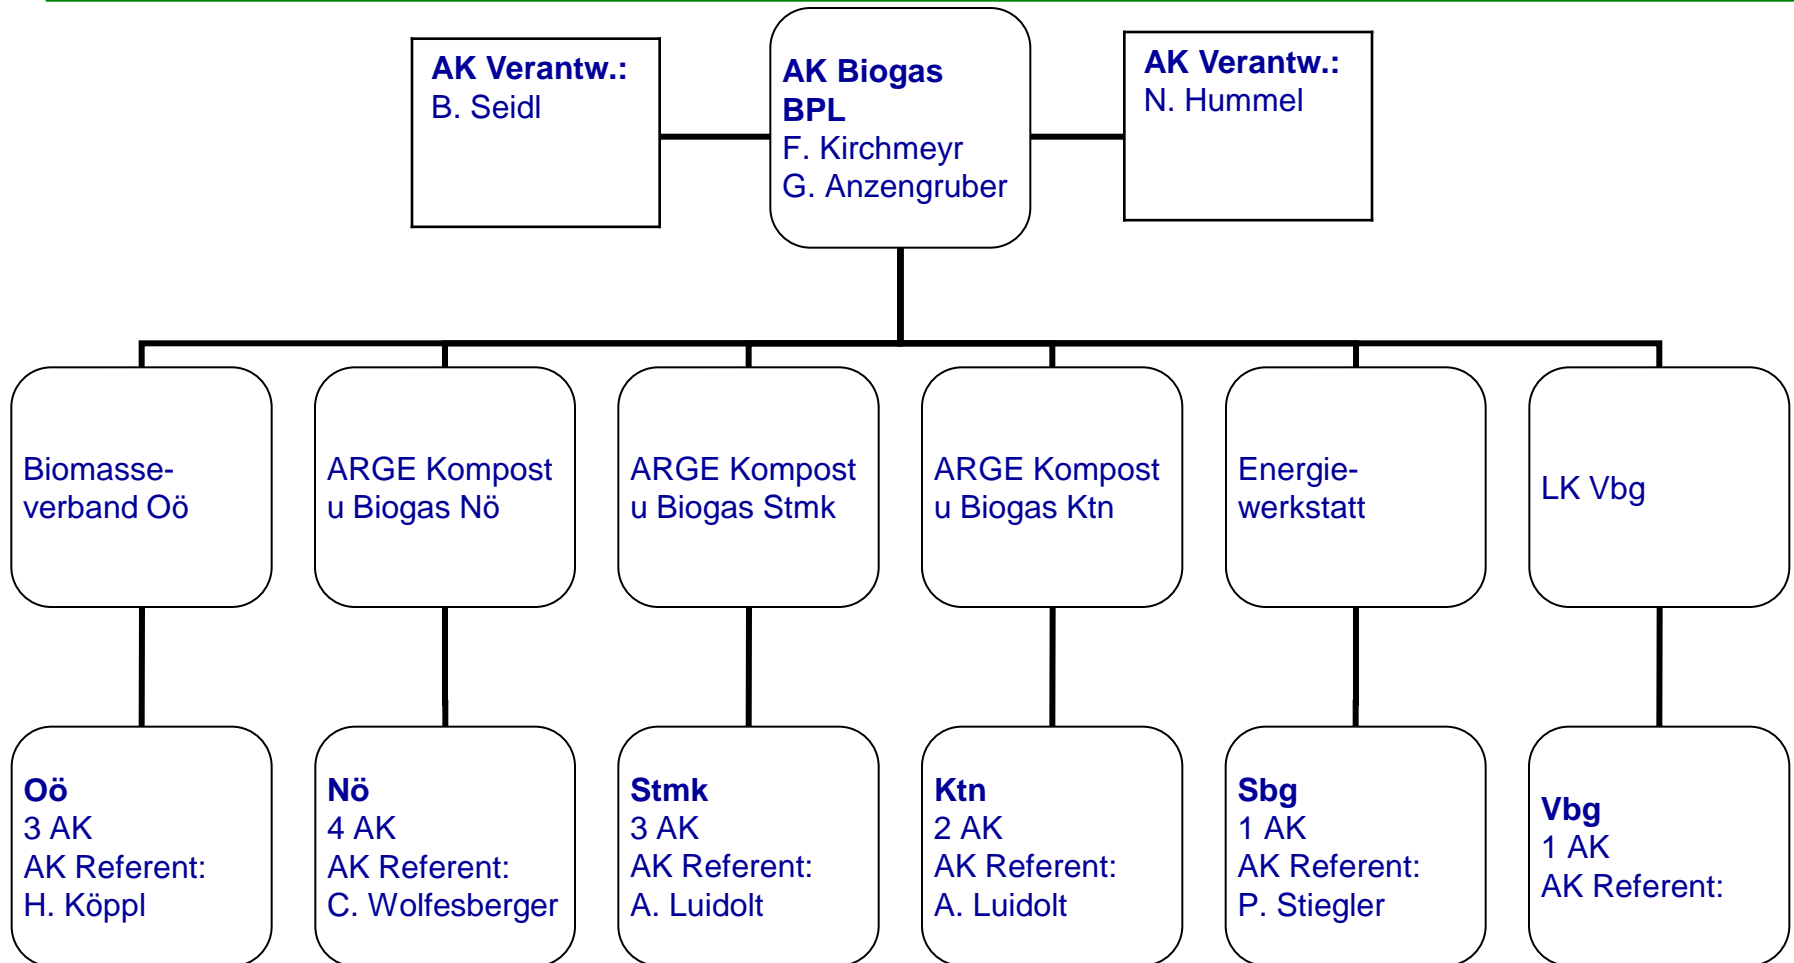 AK Verantw.:
B. Seidl
AK Biogas
BPL
F. Kirchmeyr
G. Anzengruber
AK Verantw.:
N. Hummel
Biomasse-
verband Oö
ARGE Kompost
u Biogas Nö
ARGE Kompost
u Biogas Stmk
ARGE Kompost
u Biogas Ktn
Energie-
werkstatt
LK Vbg
Oö
3 AK
AK Referent:
H. Köppl
Nö
4 AK
AK Referent:
C. Wolfesberger
Stmk
3 AK
AK Referent:
A. Luidolt
Ktn
2 AK
AK Referent:
A. Luidolt
Sbg
1 AK
AK Referent:
P. Stiegler
Vbg
1 AK
AK Referent: